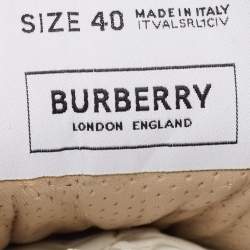 SIZE 40
MADE IN ITALY
ITVALSRL1CIV
BURBERRY
LONDON ENGLAND